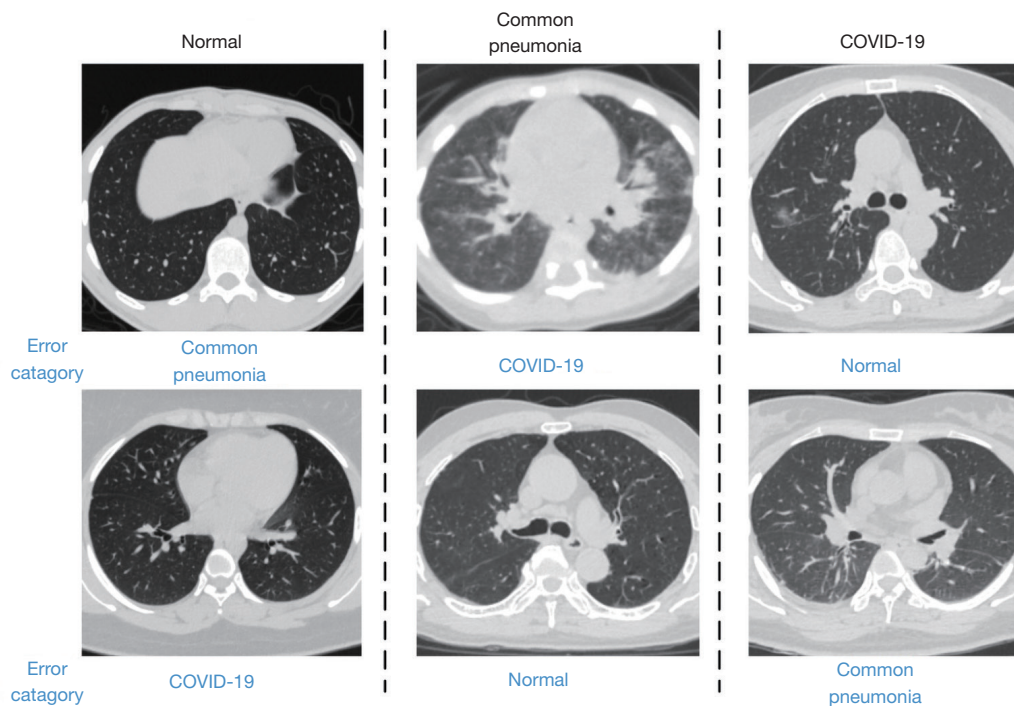 Normal
Common
pneumonia
COVID-19
Error
catagory
Common
pneumonia
COVID-19
Normal
Error
catagory
COVID-19
Normal
Common
pneumonia